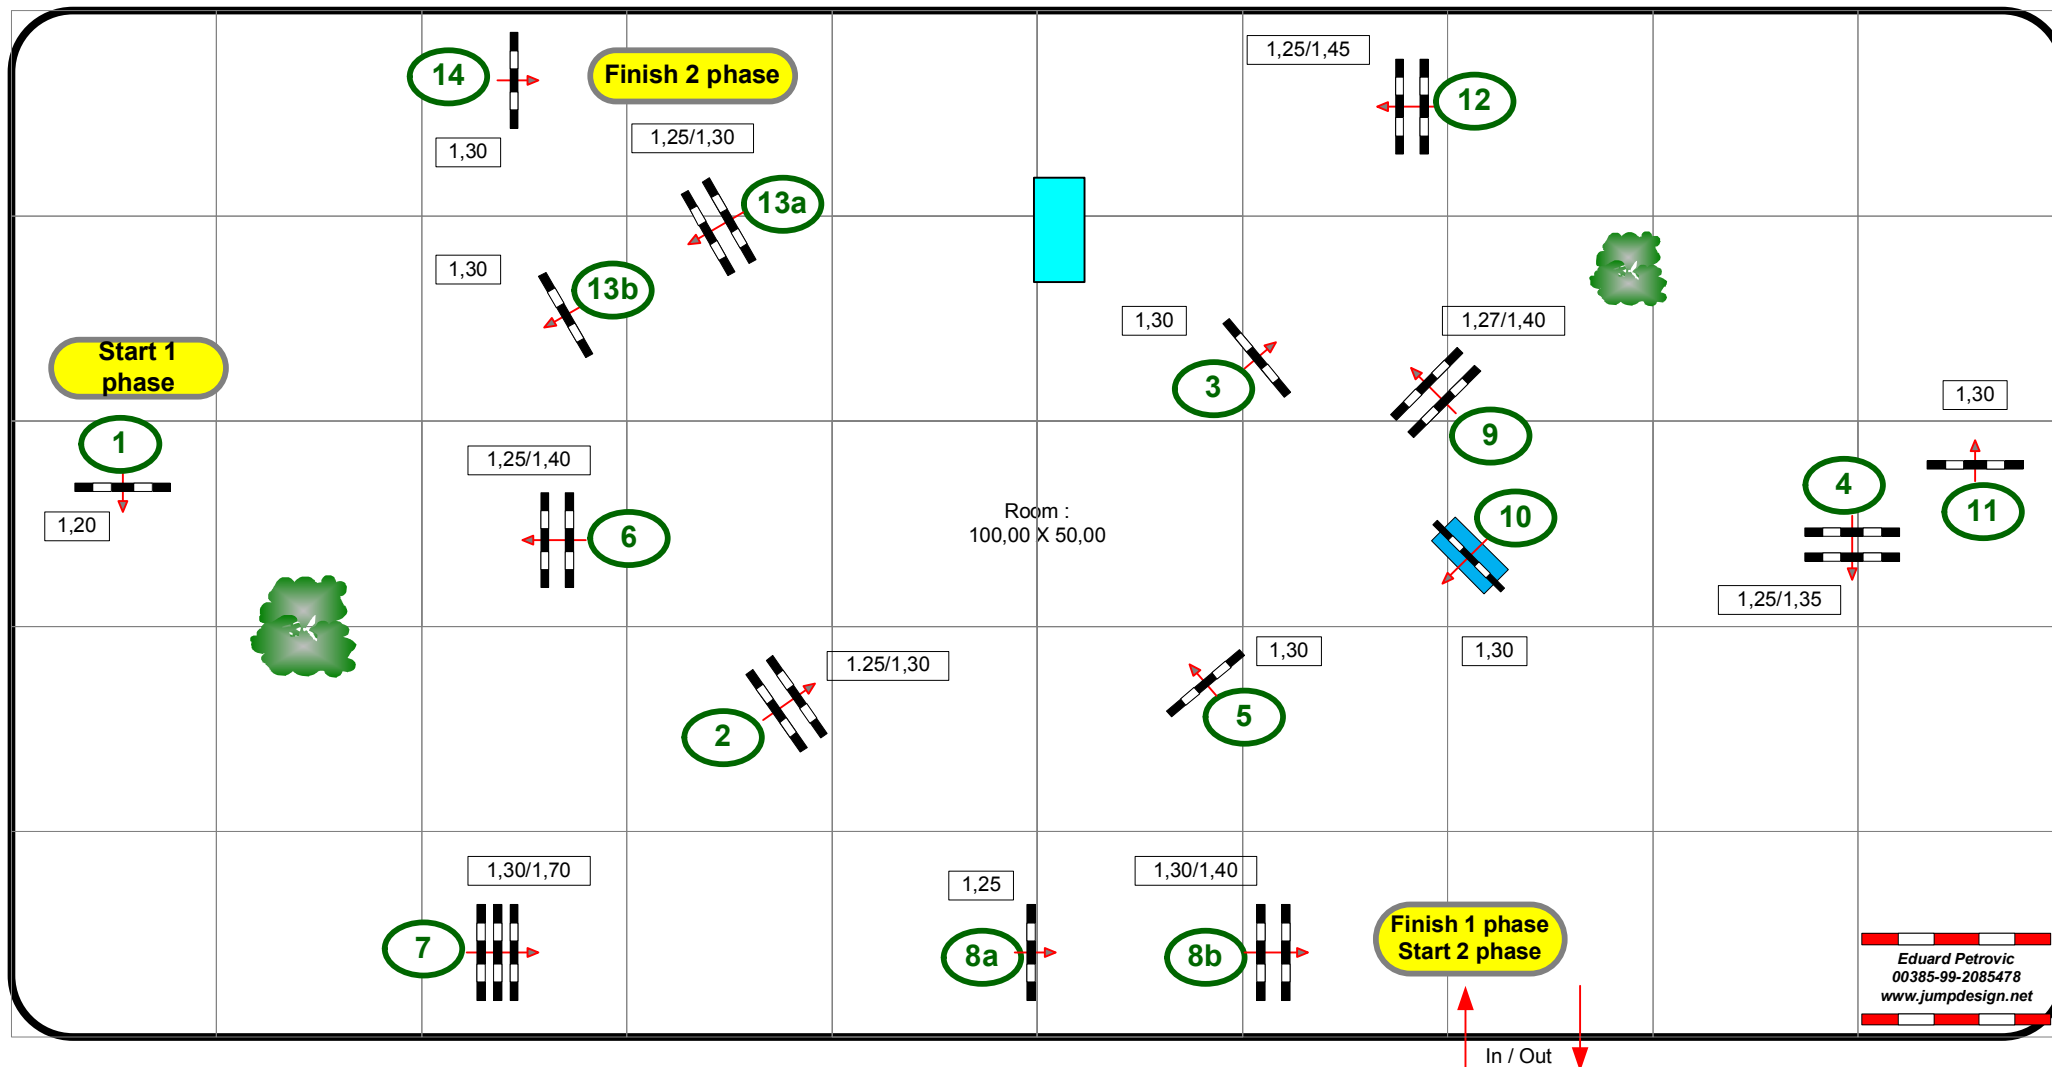 1,25/1,45
14
Finish 2 phase
12
1,25/1,30
1,30
13a
1,30
13b
1,30
1,27/1,40
Start 1
phase
3
1,30
9
1
1,25/1,40
4
10
11
Room :
100,00 X 50,00
1,20
6
1,25/1,35
1.25/1,30
1,30
1,30
2
5
1,30/1,70
1,25
1,30/1,40
7
8a
8b
Finish 1 phase
Start 2 phase
Eduard Petrovic
00385-99-2085478
www.jumpdesign.net
In / Out